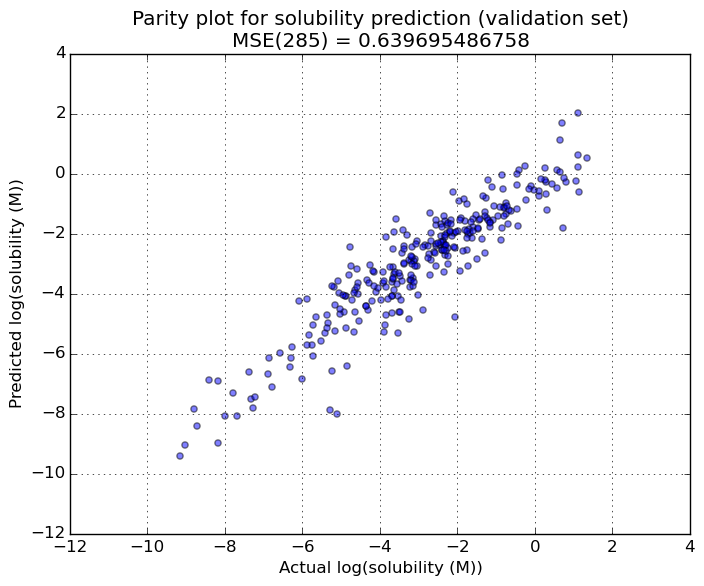 Parity plot for solubility prediction (validation set)
MSE(285) = 0.639695486758
4
2
0
−2
−4
−6
−8
−10
−12
Predicted log(solubility (M))
−12 −10 −8 −6 −4 −2 0 2 4
Actual log(solubility (M))